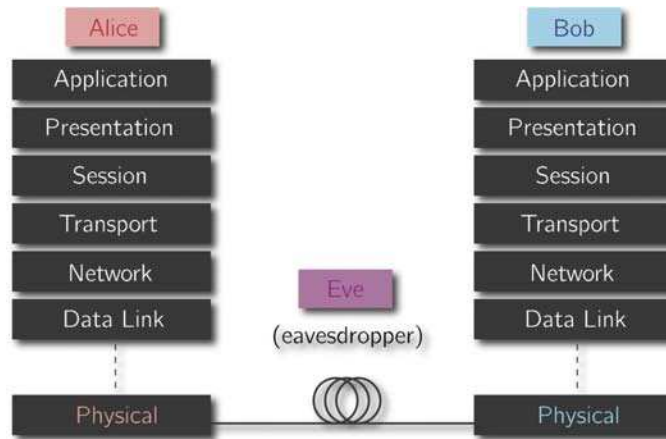 Alice
Bob
Application
Application
Presentation
Presentation
Session
Session
Transport
Transport
Network
Network
Eve
Data Link
(eavesdropper)
Data Link
Physical
Physical